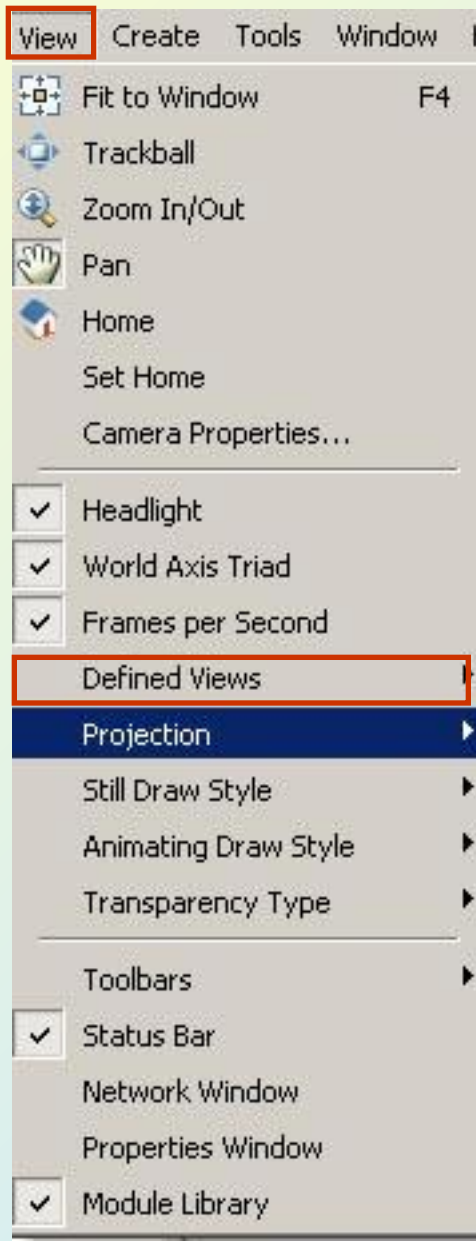 View Create Tools Window
Fit to Window F4
Trackball
Zoom In/Out
Pan
Home
Set Home
Camera Properties...
Headlight
World Axis Triad
Frames per Second
Defined Views
Projection
Still Draw Style
Animating Draw Style
Transparency Type
Toolbars
Status Bar
Network Window
Properties Window
Module Library